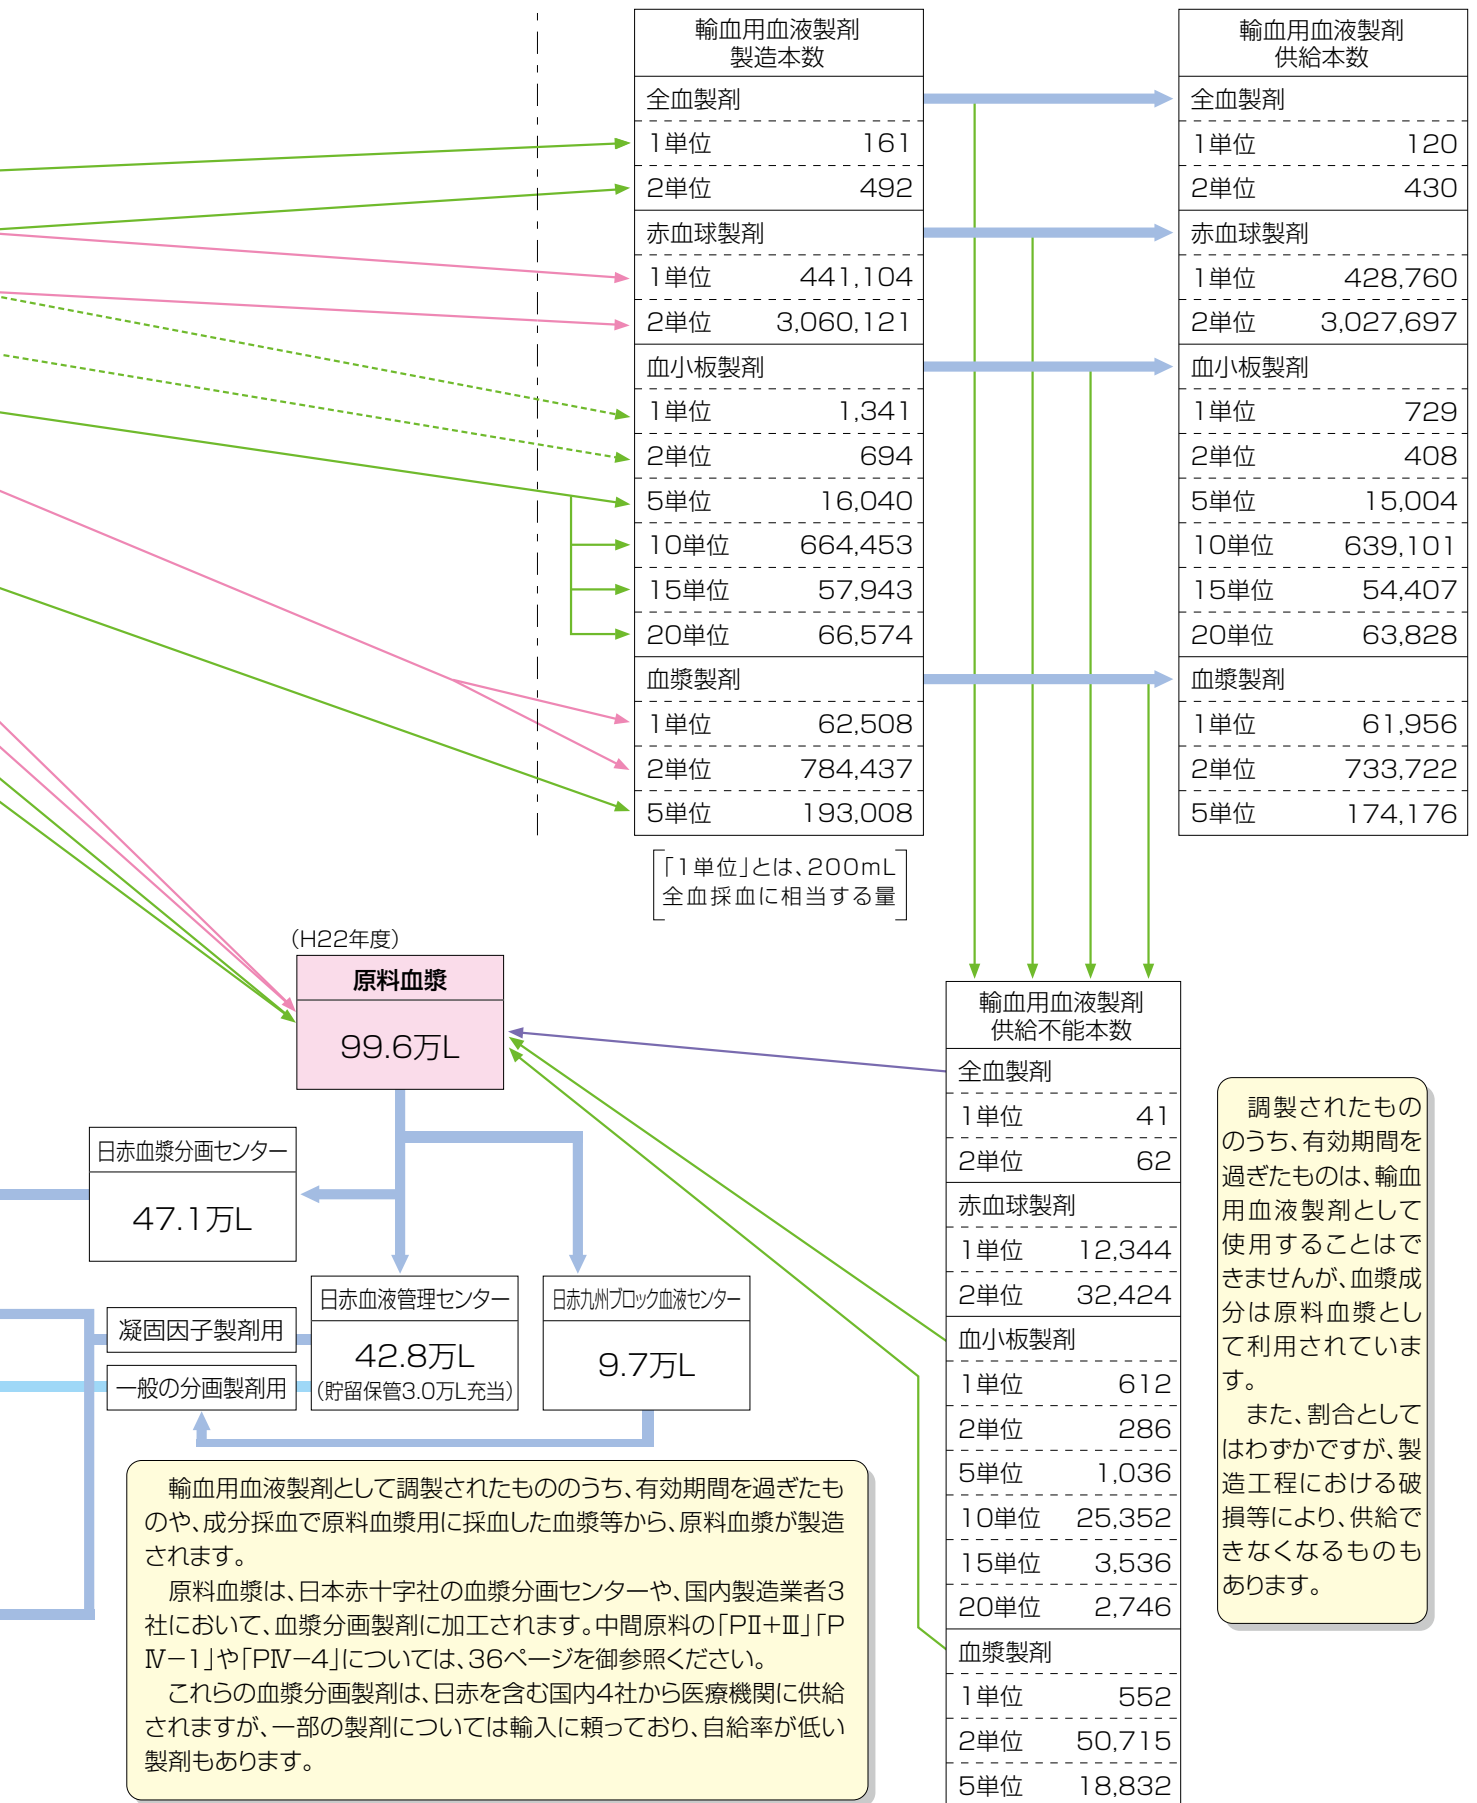 輸血用血液製剤
製造本数
全血製剤
1単位 161
2単位 492
赤血球製剤
1単位 441,104
2単位 3,060,121
血小板製剤
1単位 1,341
2単位 694
5単位 16,040
10単位 664,453
15単位 57,943
20単位 66,574
血漿製剤
1単位 62,508
2単位 784,437
5単位 193,008
「1単位」とは、200mL
全血採血に相当する量
輸血用血液製剤
供給本数
全血製剤
1単位 120
2単位 430
赤血球製剤
1単位 428,760
2単位 3,027,697
血小板製剤
1単位 729
2単位 408
5単位 15,004
10単位 639,101
15単位 54,407
20単位 63,828
血漿製剤
1単位 61,956
2単位 733,722
5単位 174,176
(H22年度)
原料血漿
99.6万L
日赤血漿分画センター
47.1万L
日赤血液管理センター
42.8万L
(貯留保管3.0万L充当)
日赤九州ブロック血液センター
9.7万L
凝固因子製剤用
一般の分画製剤用
輸血用血液製剤
供給不能本数
全血製剤
1単位 41
2単位 62
赤血球製剤
1単位 12,344
2単位 32,424
血小板製剤
1単位 612
2単位 286
5単位 1,036
10単位 25,352
15単位 3,536
20単位 2,746
血漿製剤
1単位 552
2単位 50,715
5単位 18,832
調製されたもの
のうち、有効期間を
過ぎたものは、輸血
用血液製剤として
使用することはで
きませんが、血漿成
分は原料血漿とし
て利用されていま
す。
また、割合として
はわずかですが、製
造工程における破
損等により、供給で
きなくなるものも
あります。
輸血用血液製剤として調製されたもののうち、有効期間を過ぎたも
のや、成分採血で原料血漿用に採血した血漿等から、原料血漿が製造
されます。
原料血漿は、日本赤十字社の血漿分画センターや、国内製造業者3
社において、血漿分画製剤に加工されます。中間原料の「PⅡ+Ⅲ」「P
Ⅳ−1」や「PⅣ−4」については、36ページを御参照ください。
これらの血漿分画製剤は、日赤を含む国内4社から医療機関に供給
されますが、一部の製剤については輸入に頼っており、自給率が低い
製剤もあります。